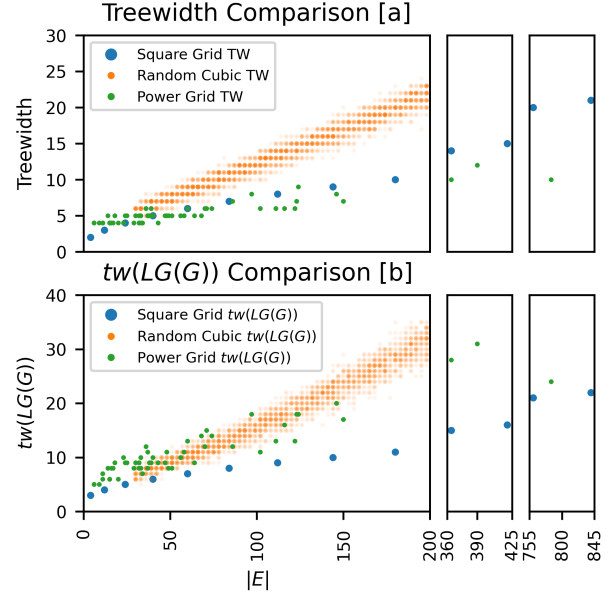 Treewidth Comparison [a]
30
25
20
15
10
5
0
Treewidth
Square Grid TW
Random Cubic TW
Power Grid TW
tw(LG(G)) Comparison [b]
40
30
20
10
0
tw(LG(G))
Square Grid tw(LG(G))
Random Cubic tw(LG(G))
Power Grid tw(LG(G))
0 50 100 150 200 360 390 425 755 800 845
|E|